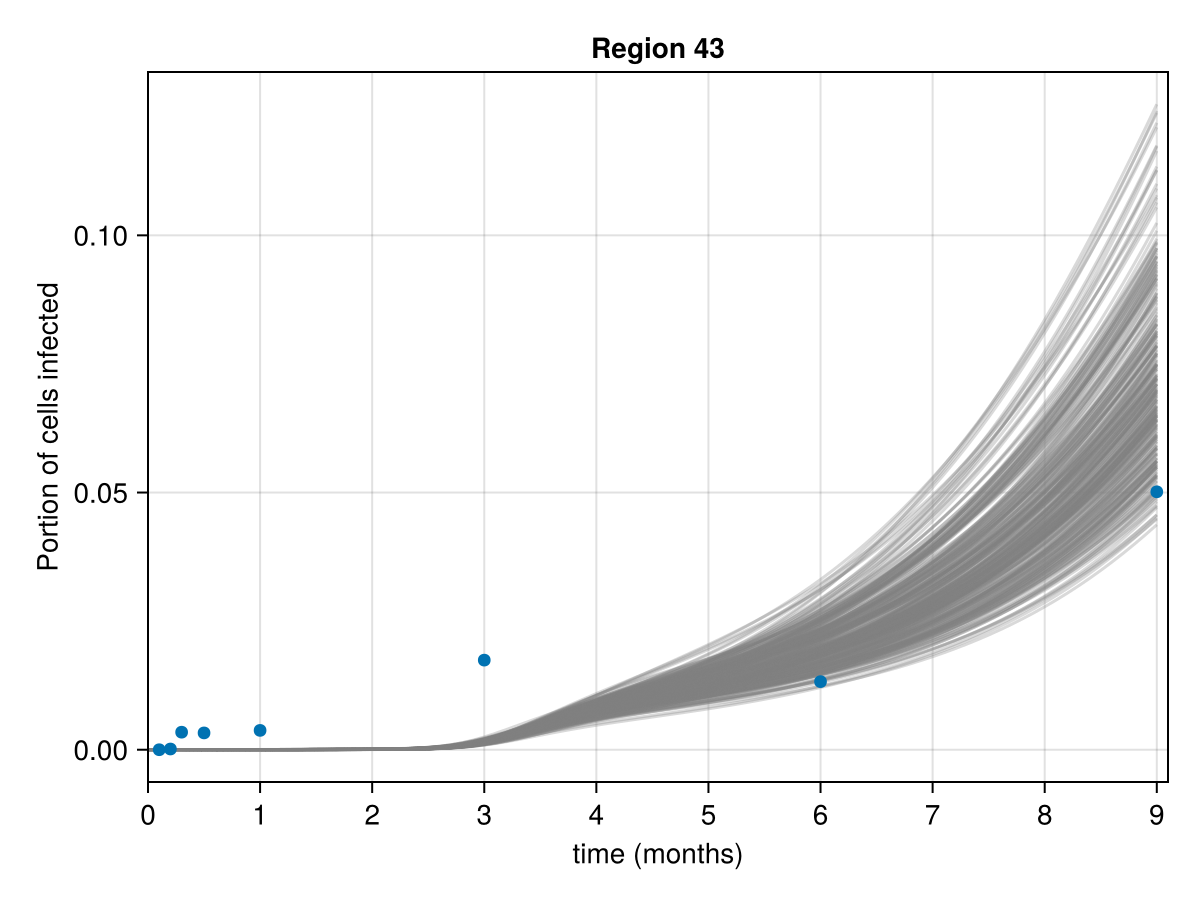 Region 43
Portion of cells infected
0.10
0.05
0.00
0 1 2 3 4 5 6 7 8 9
time (months)